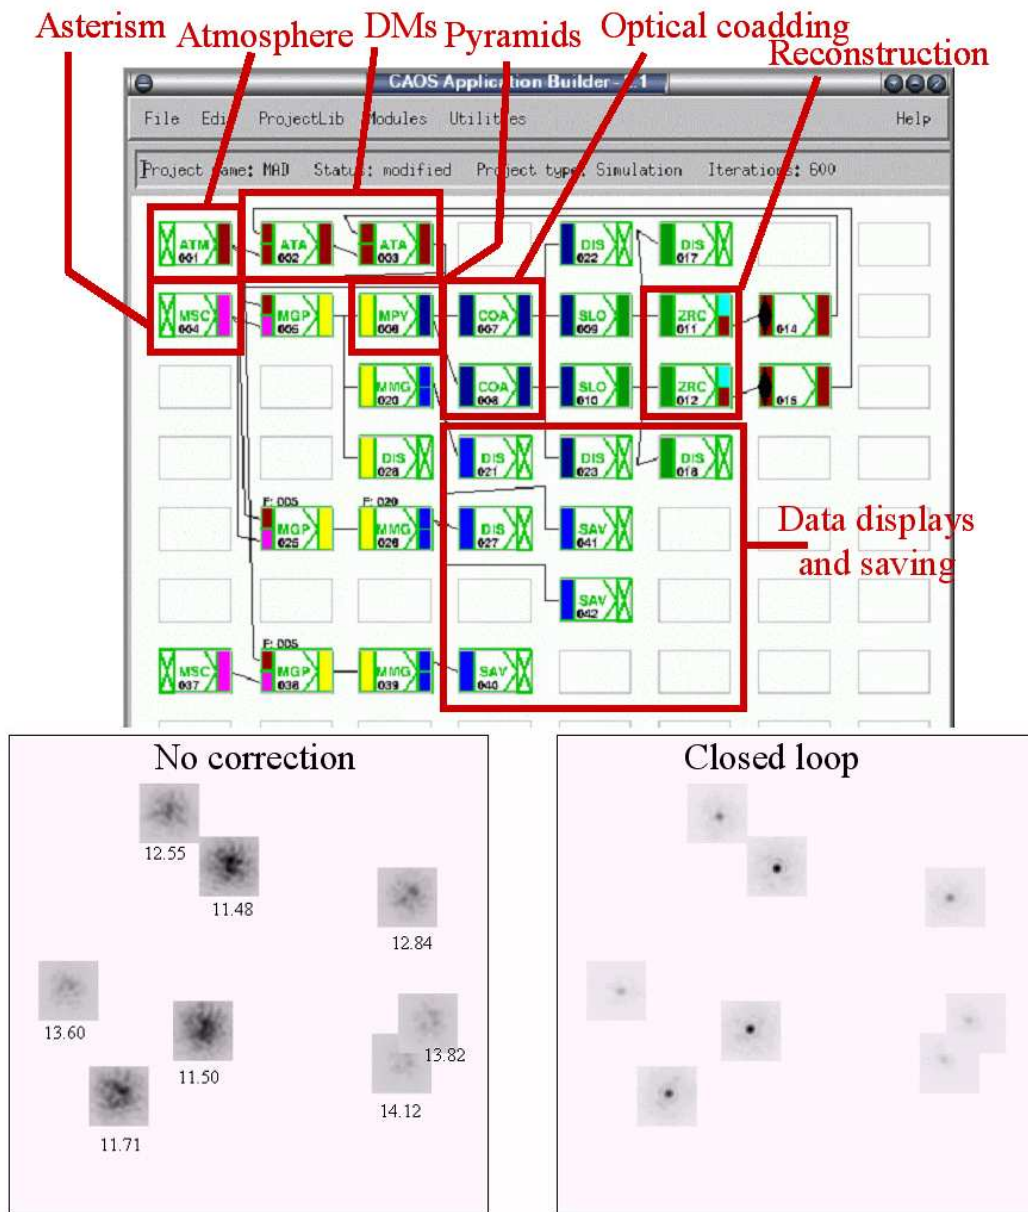 Asterism Atmosphere DMs Pyramids Optical coadding Reconstruction
CAOS Application Builder
File ProjectLib Modules Help
Project type: Simulation Iterations: 600
MAD modified
ATM 001 ATA 002 ATA 003 DIS 022 DIS 017
MSC 004 MGP 005 MPY 006 COA 007 SLO 009 ZRC 011 014
MMG 020 COA 008 SLO 010 ZRC 012 015
DIS 028 DIS 021 DIS 023 DIS 018
F: 005 F: 020
MGP 025 MMG 026 DIS 027 SAV 041
Data displays
and saving
SAV 042
F: 005
MSC 037 MGP 038 MMG 039 SAV 040
No correction
12.55
11.48
12.84
13.60
13.82
11.50
14.12
11.71
Closed loop